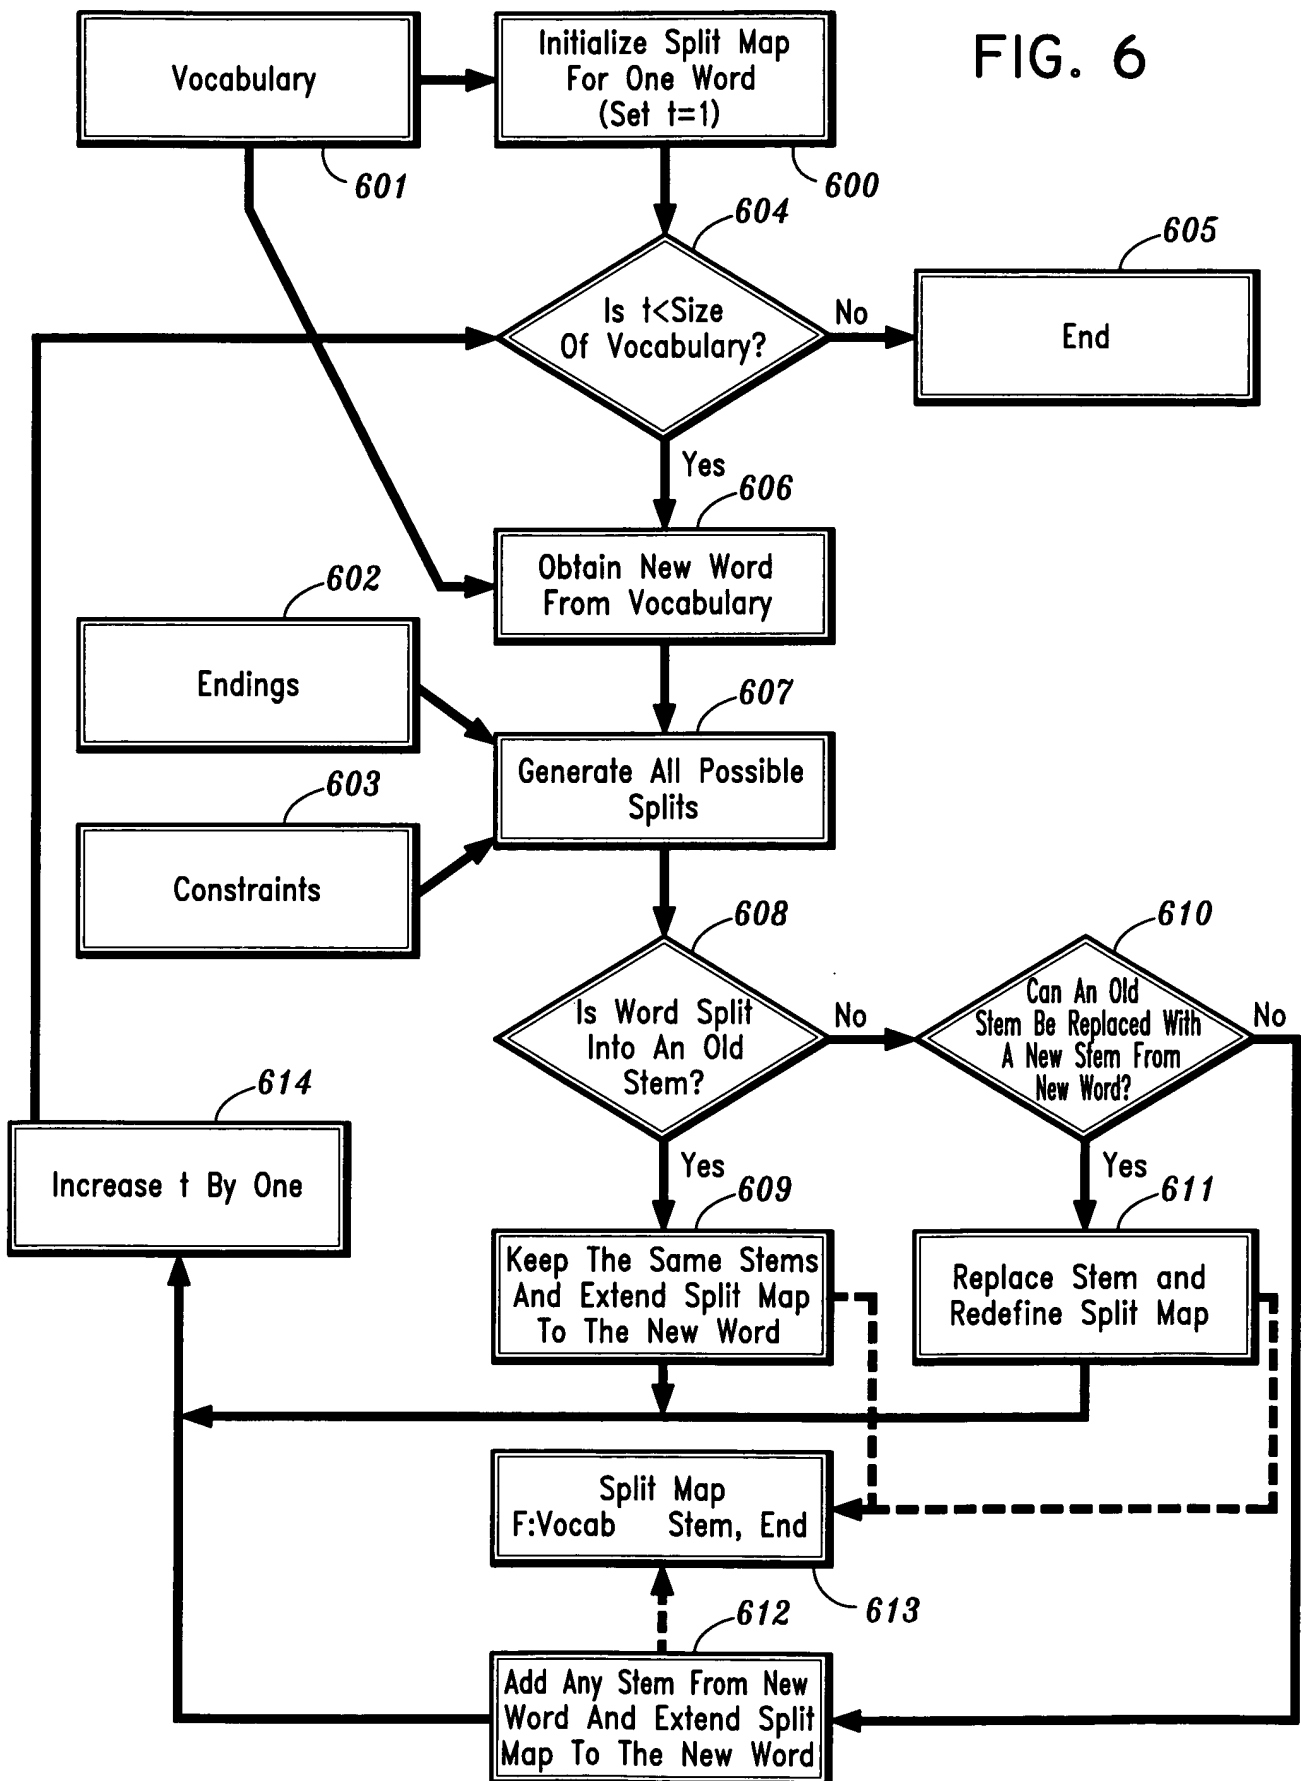 FIG. 6
Vocabulary
601
Initialize Split Map
For One Word
(Set t=1)
600
604
Is t<Size
Of Vocabulary?
No
605
End
Yes
606
Obtain New Word
From Vocabulary
602
Endings
607
Generate All Possible
Splits
603
Constraints
608
Is Word Split
Into An Old
Stem?
No
610
Can An Old
Stem Be Replaced With
A New Stem From
New Word?
No
614
Increase t By One
Yes
609
Keep The Same Stems
And Extend Split Map
To The New Word
Yes
611
Replace Stem and
Redefine Split Map
Split Map
F:Vocab Stem, End
613
612
Add Any Stem From New
Word And Extend Split
Map To The New Word